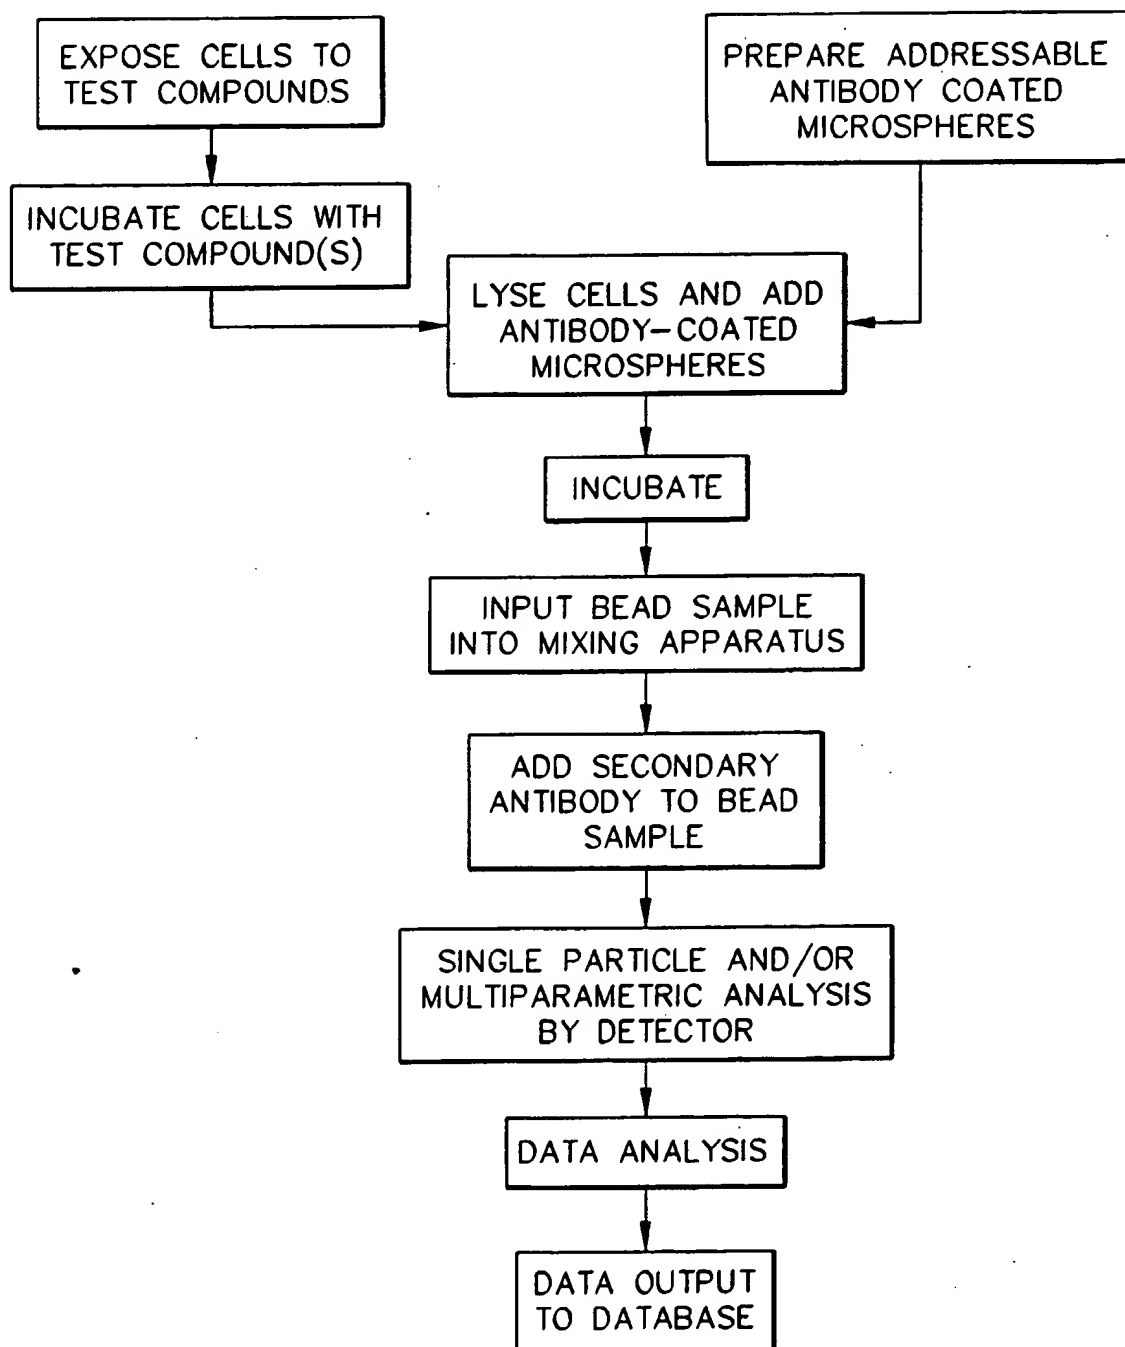 EXPOSE CELLS TO
TEST COMPOUNDS
PREPARE ADDRESSABLE
ANTIBODY COATED
MICROSPHERES
INCUBATE CELLS WITH
TEST COMPOUND(S)
LYSE CELLS AND ADD
ANTIBODY-COATED
MICROSPHERES
INCUBATE
INPUT BEAD SAMPLE
INTO MIXING APPARATUS
ADD SECONDARY
ANTIBODY TO BEAD
SAMPLE
SINGLE PARTICLE AND/OR
MULTIPARAMETRIC ANALYSIS
BY DETECTOR
DATA ANALYSIS
DATA OUTPUT
TO DATABASE